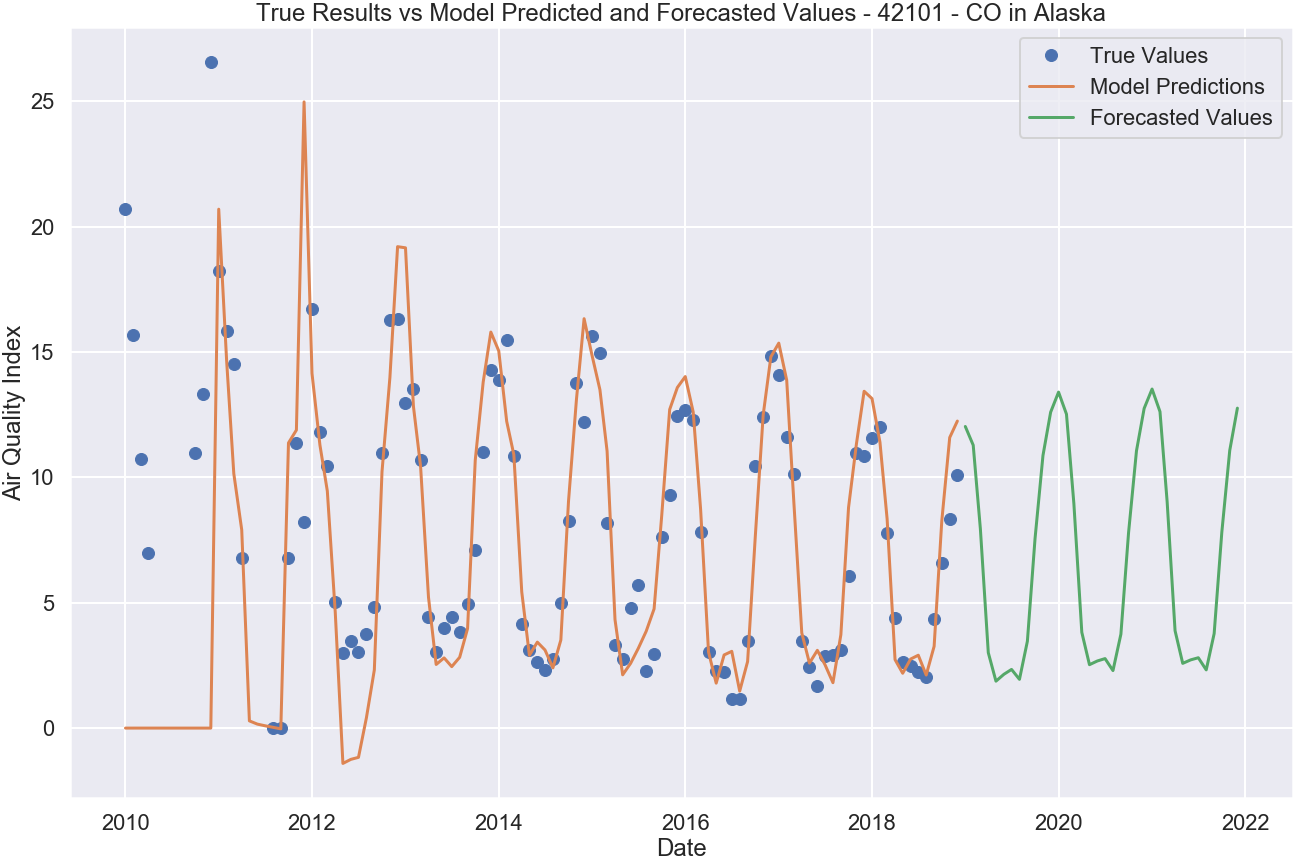 True Results vs Model Predicted and Forecasted Values - 42101 - CO in Alaska
True Values
Model Predictions
Forecasted Values
Air Quality Index
25
20
15
10
5
0
2010 2012 2014 2016 2018 2020 2022
Date